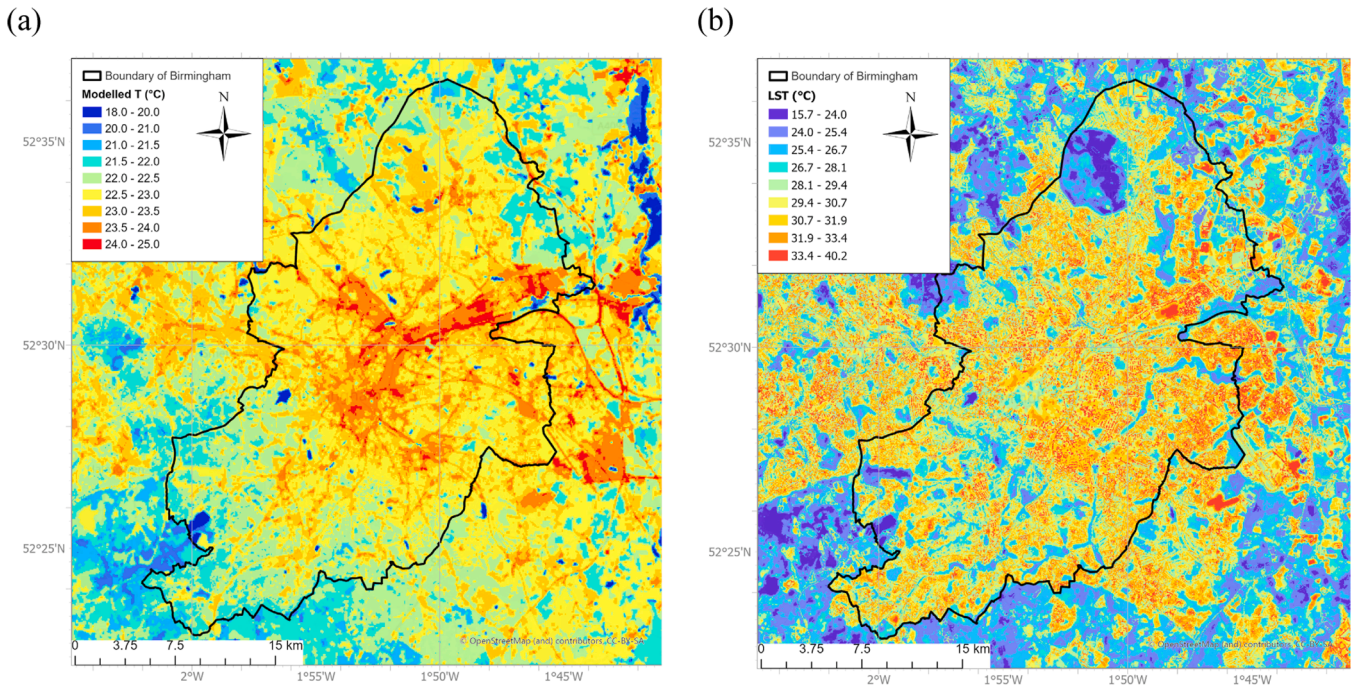 (a)
(b)
Boundary of Birmingham
Modelled T (°C)
N
18.0 - 20.0
20.0 - 21.0
21.0 - 21.5
21.5 - 22.0
22.0 - 22.5
22.5 - 23.0
23.0 - 23.5
23.5 - 24.0
24.0 - 25.0
52°35'N
52°30'N
52°25'N
© OpenStreetMap (and) contributors, CC-BY-SA
0 3.75 7.5 15 km
2°W 1°55'W 1°50'W 1°45'W
Boundary of Birmingham
LST (°C)
N
15.7 - 24.0
24.0 - 25.4
25.4 - 26.7
26.7 - 28.1
28.1 - 29.4
29.4 - 30.7
30.7 - 31.9
31.9 - 33.4
33.4 - 40.2
52°35'N
52°30'N
52°25'N
OpenStreetMap (and) contributors, CC-BY-SA
0 3.75 7.5 15 km
2°W 1°55'W 1°50'W 1°45'W